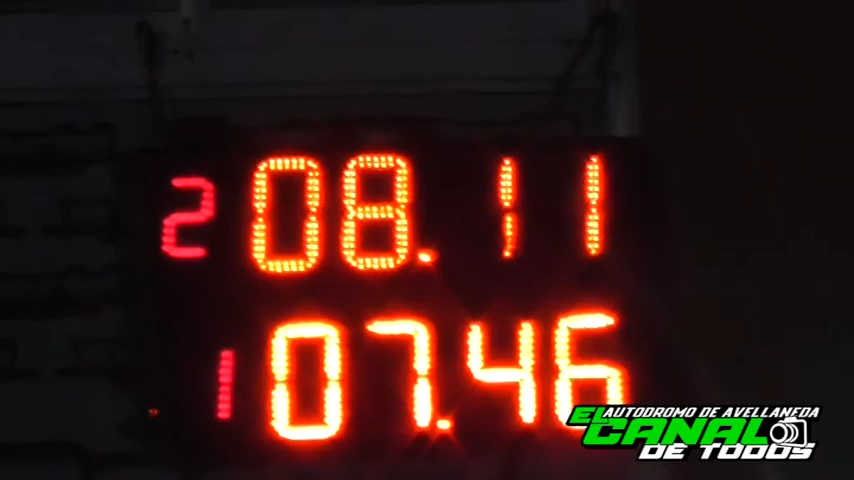 2 08.11
1 07.46
AUTODROMO DE AVELLANEDA
EL CANAL
DE TODOS